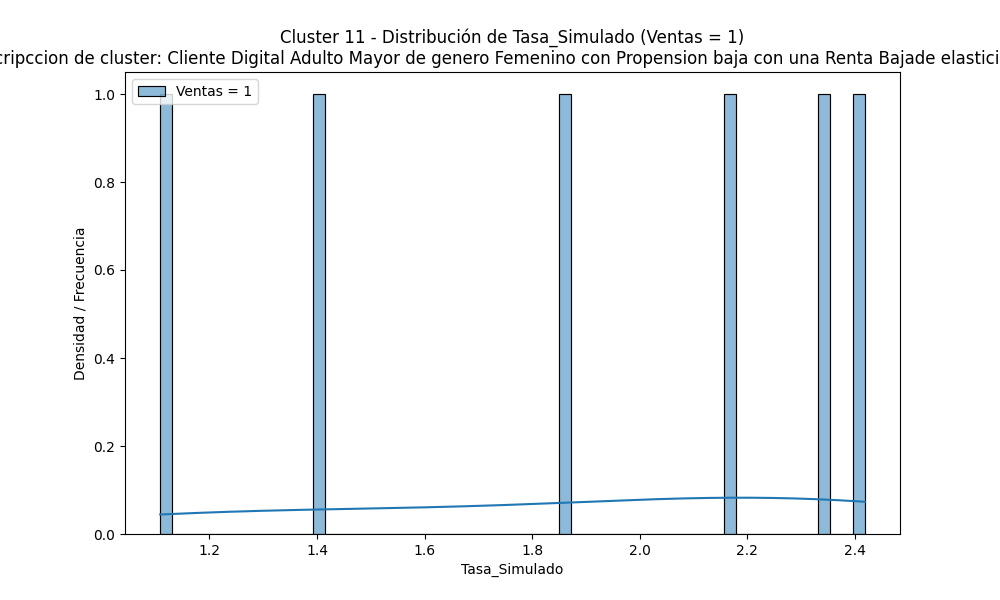 Cluster 11 - Distribución de Tasa_Simulado (Ventas = 1)
cripccion de cluster: Cliente Digital Adulto Mayor de genero Femenino con Propension baja con una Renta Bajade elastici
Ventas = 1
1.0
0.8
0.6
0.4
0.2
0.0
Densidad / Frecuencia
1.2 1.4 1.6 1.8 2.0 2.2 2.4
Tasa_Simulado